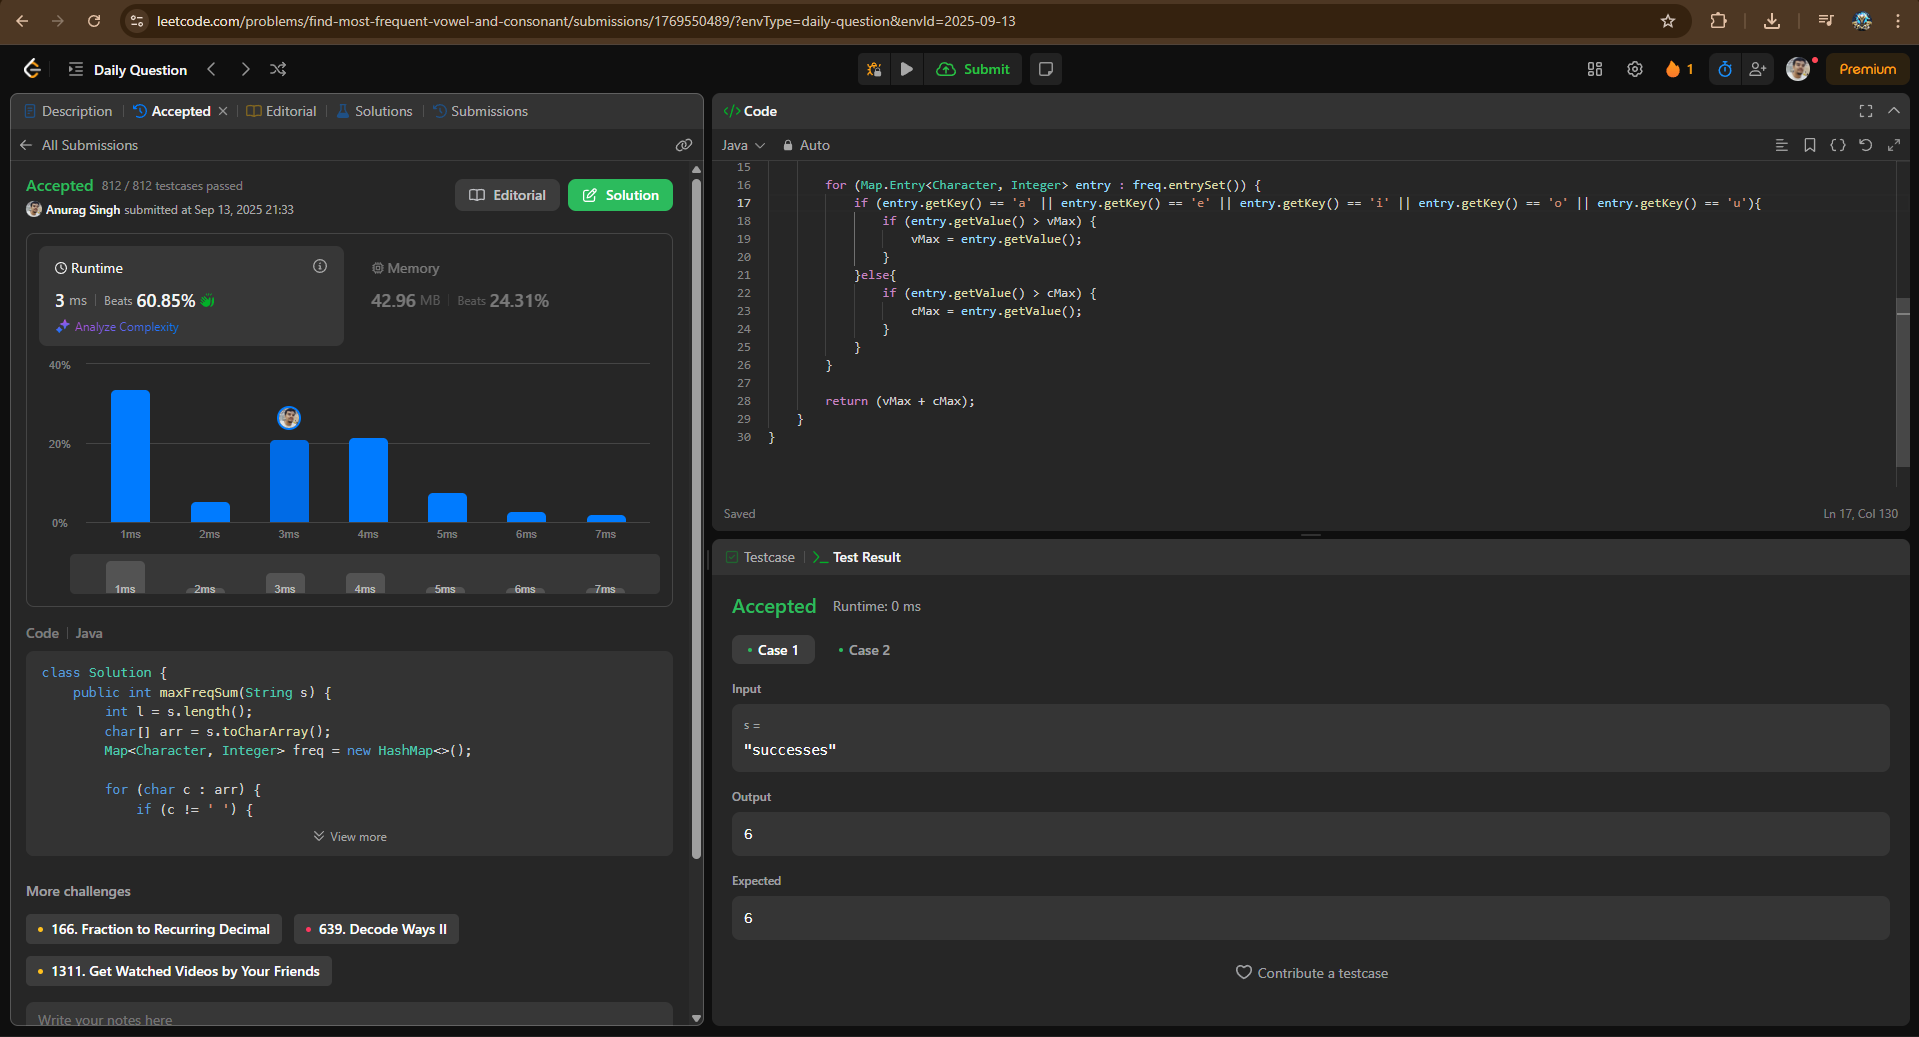 leetcode.com/problems/find-most-frequent-vowel-and-consonant/submissions/1769550489/?envType=daily-question&envId=2025-09-13
Daily Question
Submit
1
Premium
Description
Accepted
Editorial
Solutions
Submissions
All Submissions
Accepted 812 / 812 testcases passed
Anurag Singh submitted at Sep 13, 2025 21:33
Editorial
Solution
Runtime
3 ms Beats 60.85%
Analyze Complexity
Memory
42.96 MB Beats 24.31%
40%
20%
0%
1ms 2ms 3ms 4ms 5ms 6ms 7ms
1ms 2ms 3ms 4ms 5ms 6ms 7ms
Code Java
class Solution {
    public int maxFreqSum(String s) {
        int l = s.length();
        char[] arr = s.toCharArray();
        Map<Character, Integer> freq = new HashMap<>();
        for (char c : arr) {
            if (c != ' ') {
View more
More challenges
166. Fraction to Recurring Decimal
639. Decode Ways II
1311. Get Watched Videos by Your Friends
Write your notes here
</> Code
Java
Auto
15
16 for (Map.Entry<Character, Integer> entry : freq.entrySet()) {
17 if (entry.getKey() == 'a' || entry.getKey() == 'e' || entry.getKey() == 'i' || entry.getKey() == 'o' || entry.getKey() == 'u'){
18 if (entry.getValue() > vMax) {
19 vMax = entry.getValue();
20 }
21 }else{
22 if (entry.getValue() > cMax) {
23 cMax = entry.getValue();
24 }
25 }
26 }
27
28 return (vMax + cMax);
29 }
30 }
Saved
Ln 17, Col 130
Testcase
Test Result
Accepted Runtime: 0 ms
Case 1
Case 2
Input
s =
"successes"
Output
6
Expected
6
Contribute a testcase